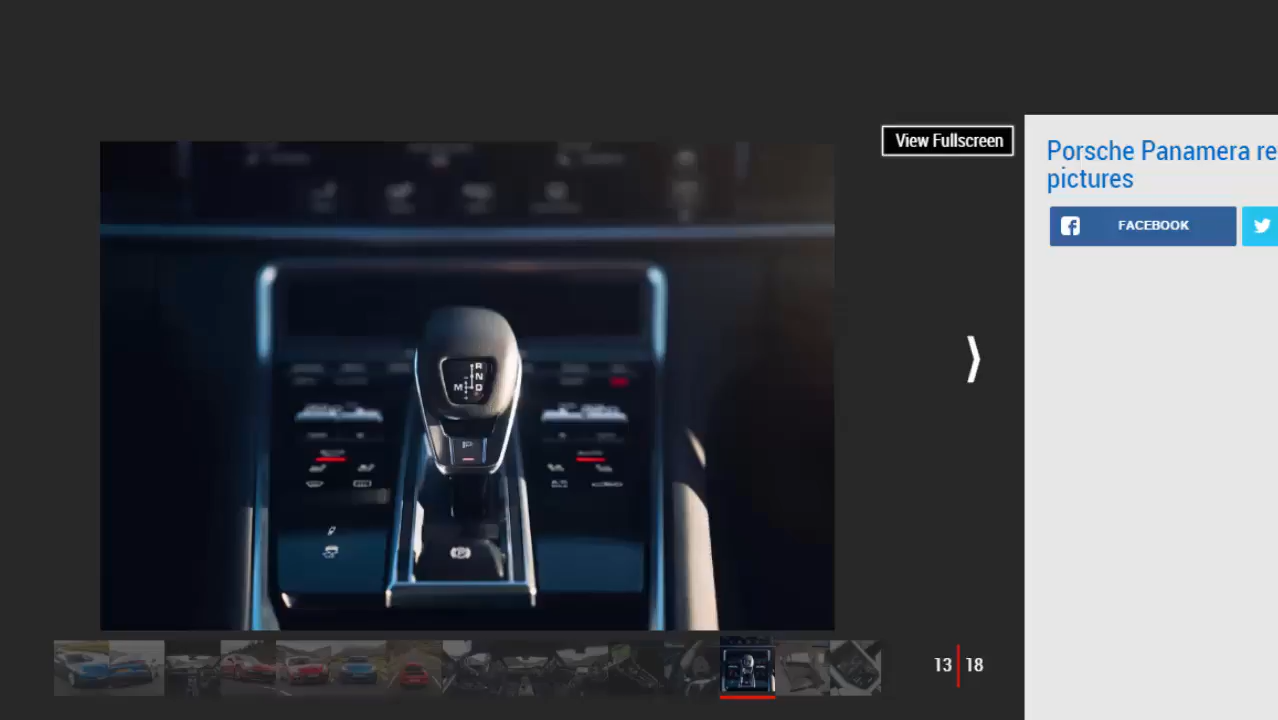 View Fullscreen
Porsche Panamera re
pictures
FACEBOOK
R
N
M D
P
13 18